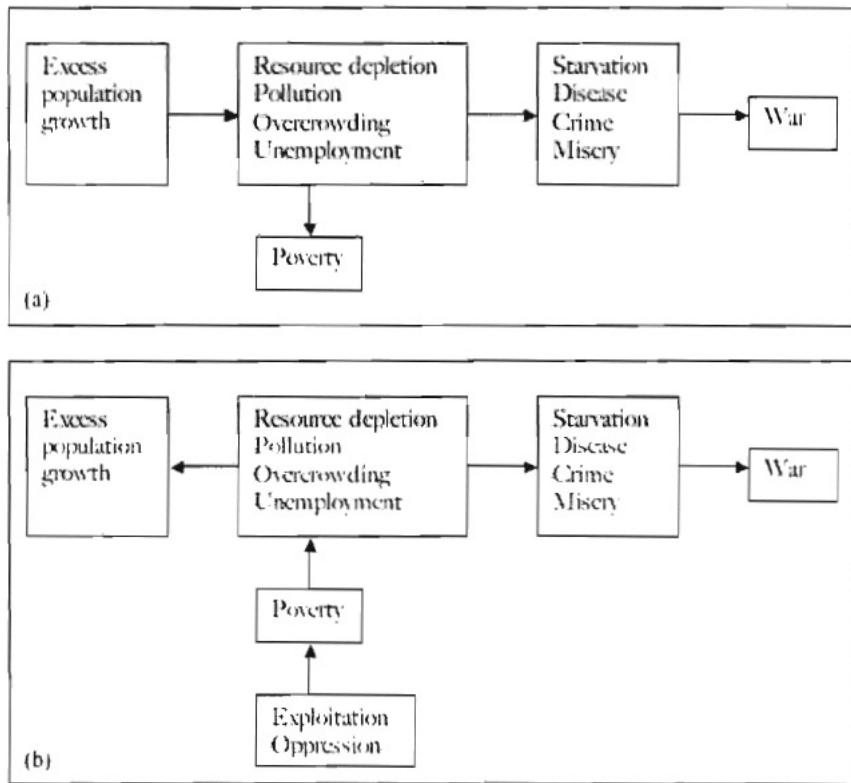 Excess
population
growth
Resource depletion
Pollution
Overcrowding
Unemployment
Starvation
Disease
Crime
Misery
War
Poverty
(a)
Excess
population
growth
Resource depletion
Pollution
Overcrowding
Unemployment
Starvation
Disease
Crime
Misery
War
Poverty
Exploitation
Oppression
(b)